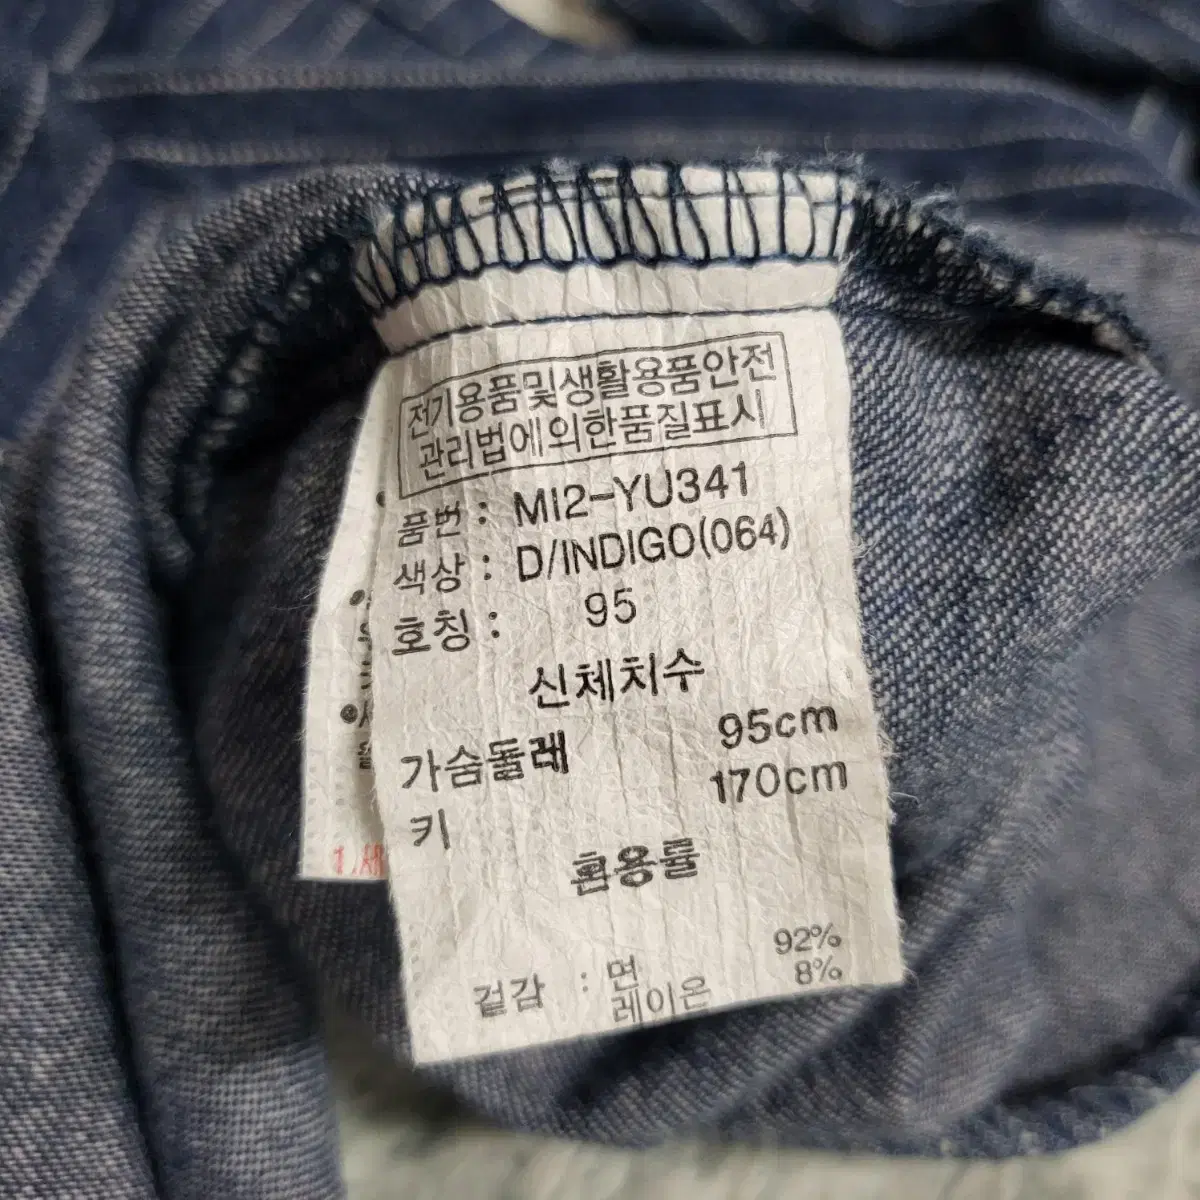 전기용품및생활용품안전
관리법에의한품질표시
품번 : MI2-YU341
색상 : D/INDIGO(064)
호칭 : 95
신체치수
가슴둘레 95cm
키 170cm
혼용률
겉감 : 면 92%
레이온 8%